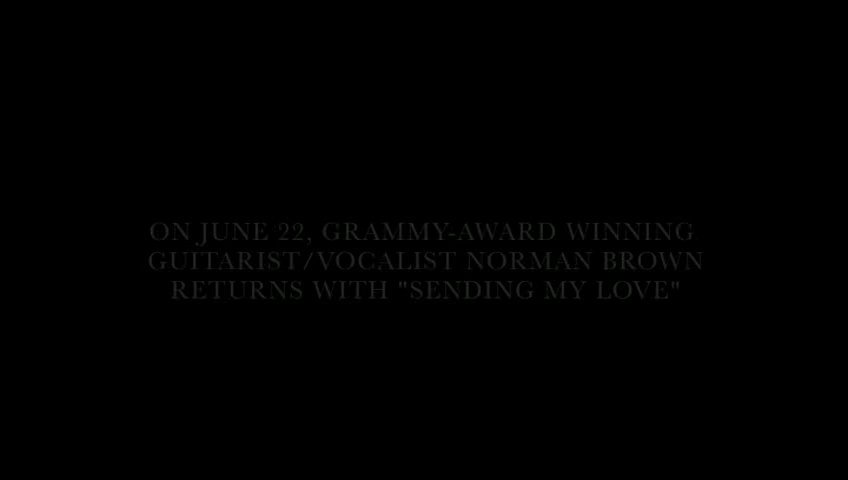 ON JUNE 22, GRAMMY-AWARD WINNING
GUITARIST/VOCALIST NORMAN BROWN
RETURNS WITH "SENDING MY LOVE"